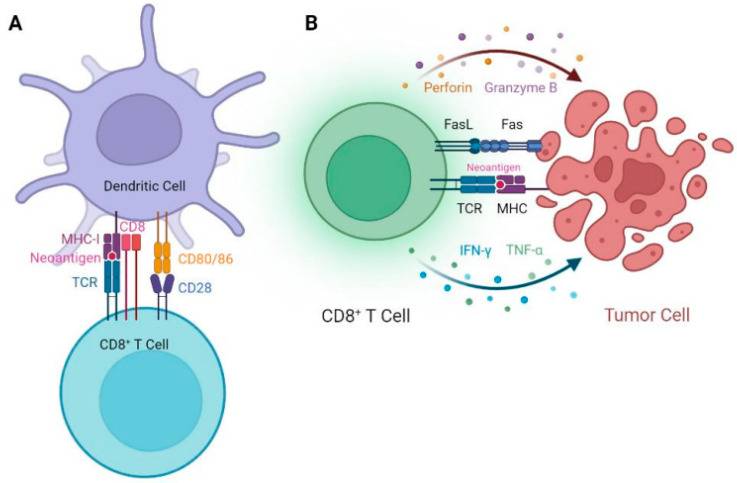 A
Dendritic Cell
MHC-I
CD8
Neoantigen
TCR
CD80/86
CD28
CD8⁺ T Cell
B
Perforin Granzyme B
FasL Fas
Neoantigen
TCR MHC
IFN-γ TNF-α
CD8⁺ T Cell
Tumor Cell